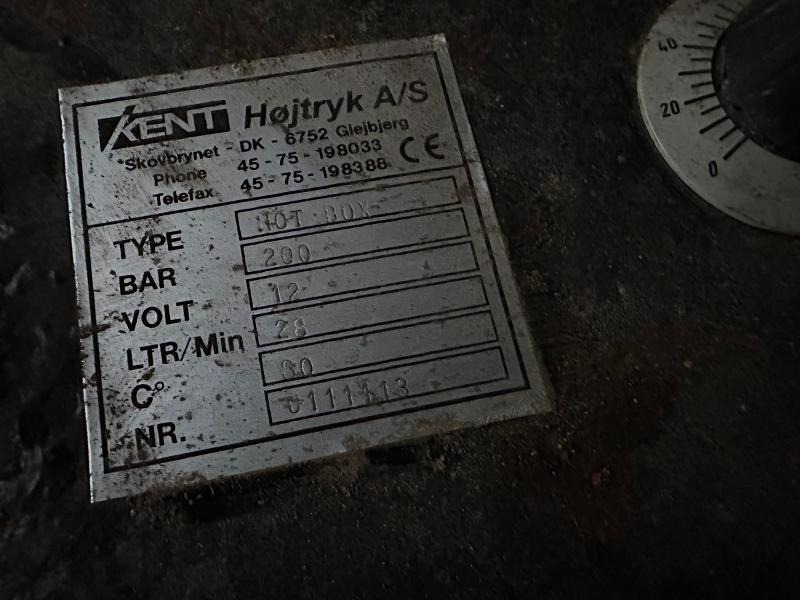 KENT Højtryk A/S
Skovbrynet - DK - 6752 Glejbjerg
Phone 45 - 75 - 198033
Telefax 45 - 75 - 198388
CE
TYPE HOT BOX
BAR 200
VOLT 12
LTR/Min 28
C° 80
NR. 0111113
40
20
0